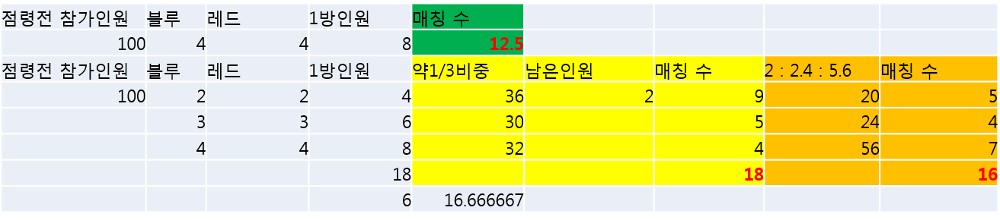 점령전 참가인원 블루 레드 1방인원 매칭 수
100 4 4 8 12.5
점령전 참가인원 블루 레드 1방인원 약1/3비중 남은인원 매칭 수 2 : 2.4 : 5.6 매칭 수
100 2 2 4 36 2 9 20 5
3 3 6 30 5 24 4
4 4 8 32 4 56 7
18 18 16
6 16.666667